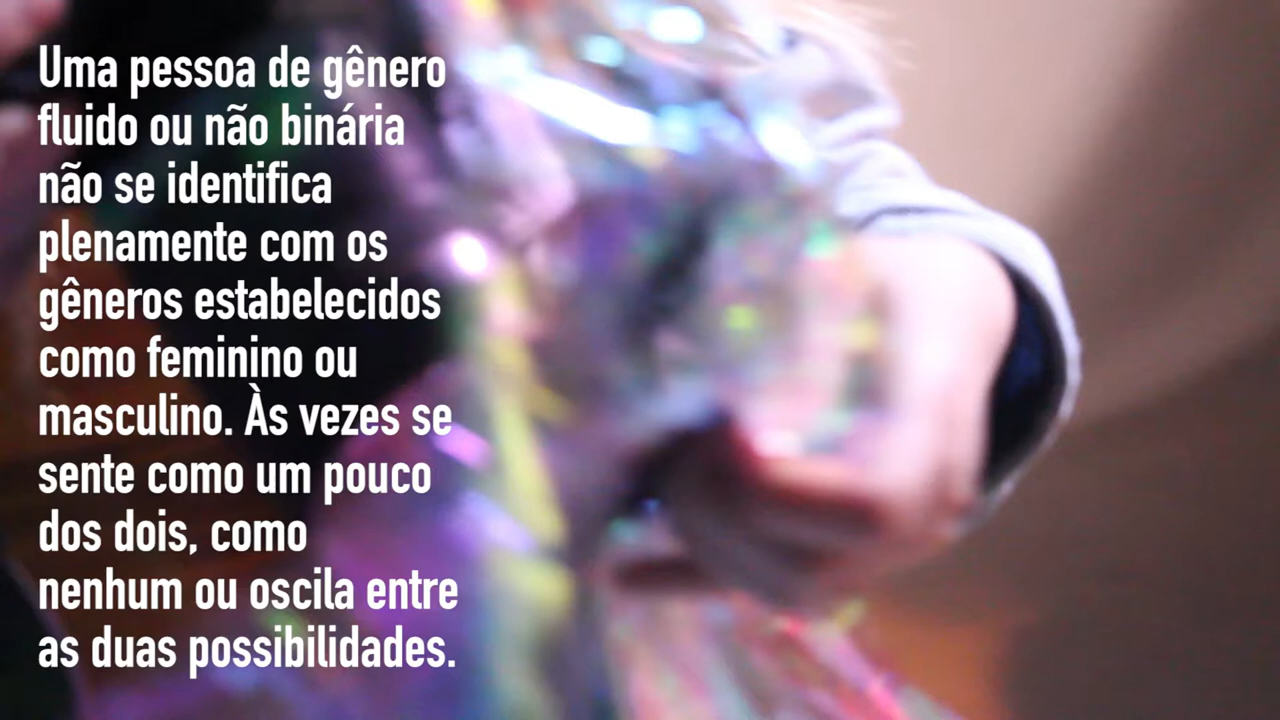 Uma pessoa de gênero
fluido ou não binária
não se identifica
plenamente com os
gêneros estabelecidos
como feminino ou
masculino. Às vezes se
sente como um pouco
dos dois, como
nenhum ou oscila entre
as duas possibilidades.